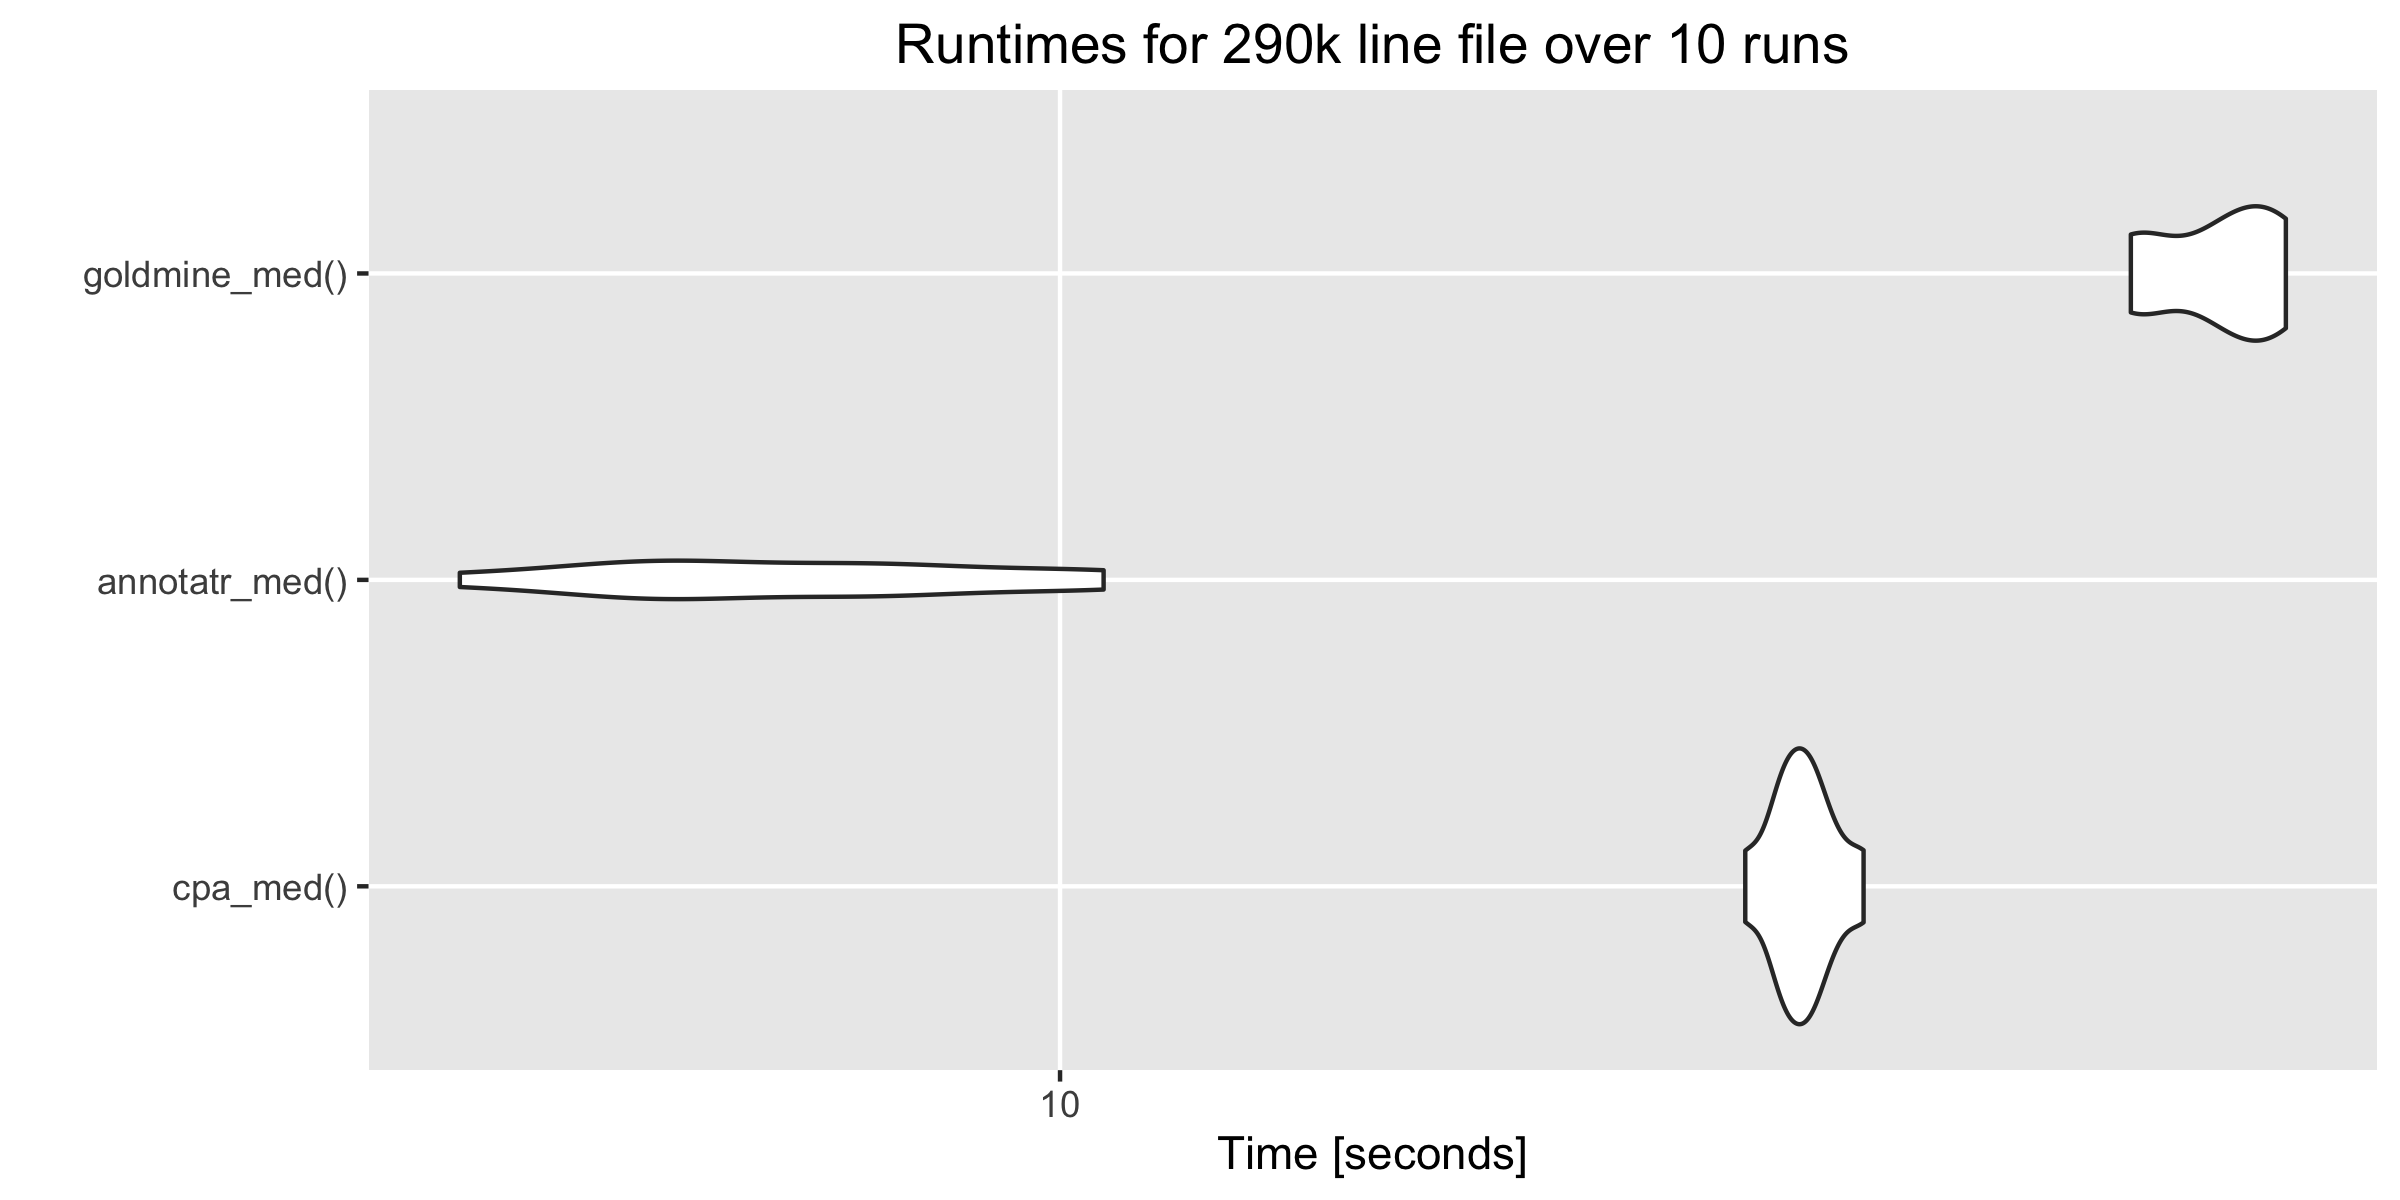 Runtimes for 290k line file over 10 runs
goldmine_med()
annotatr_med()
cpa_med()
10
Time [seconds]